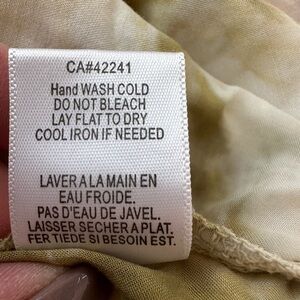 CA#42241
Hand WASH COLD
DO NOT BLEACH
LAY FLAT TO DRY
COOL IRON IF NEEDED
LAVER A LA MAIN EN
EAU FROIDE.
PAS D'EAU DE JAVEL.
LAISSER SECHER A PLAT.
FER TIEDE SI BESOIN EST.